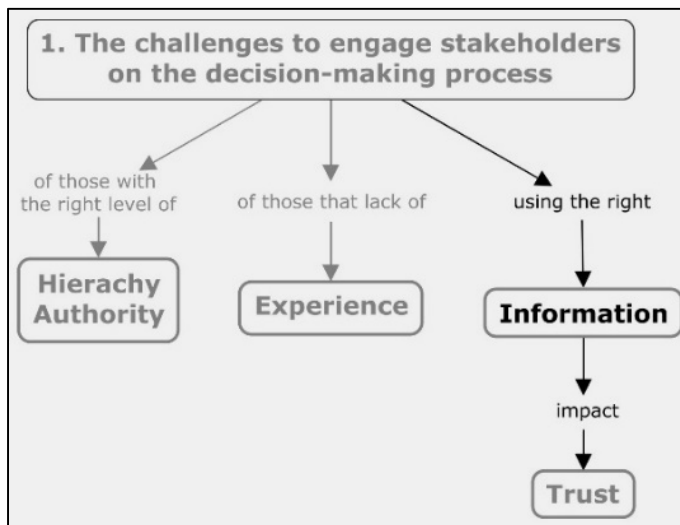 1. The challenges to engage stakeholders
on the decision-making process
of those with
the right level of
of those that lack of
using the right
Hierachy
Authority
Experience
Information
impact
Trust